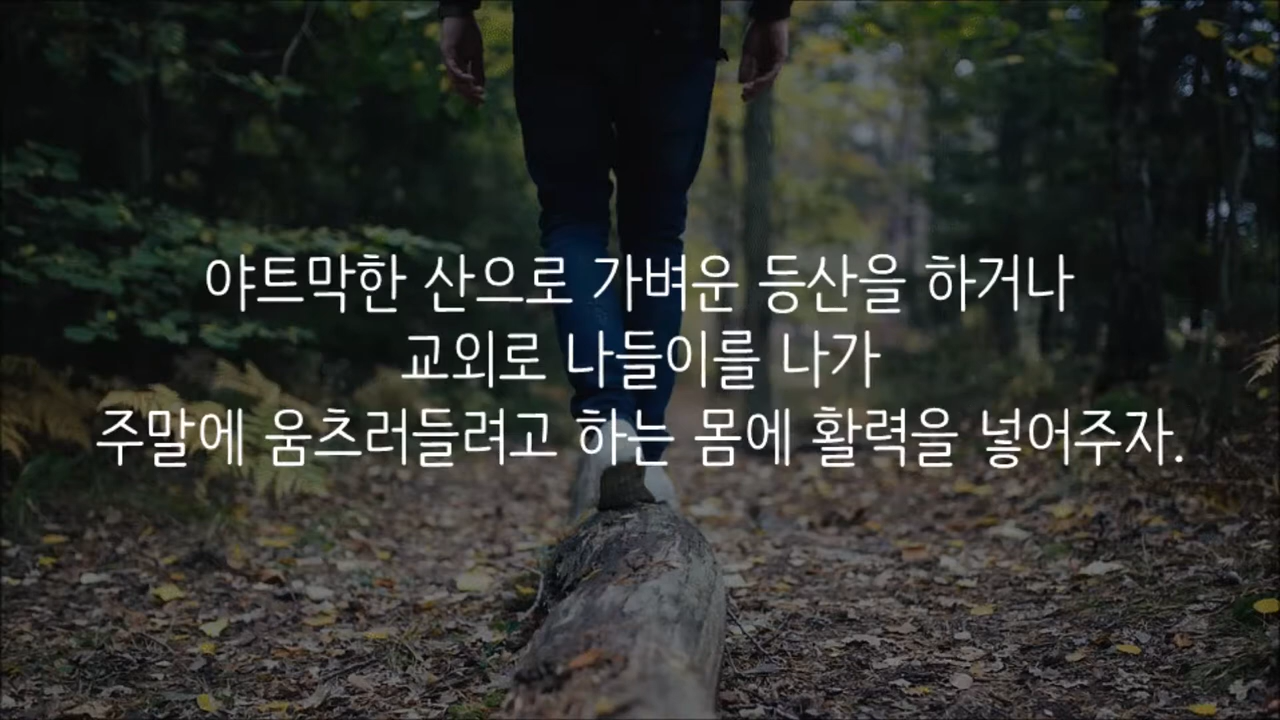 야트막한 산으로 가벼운 등산을 하거나
교외로 나들이를 나가
주말에 움츠러들려고 하는 몸에 활력을 넣어주자.